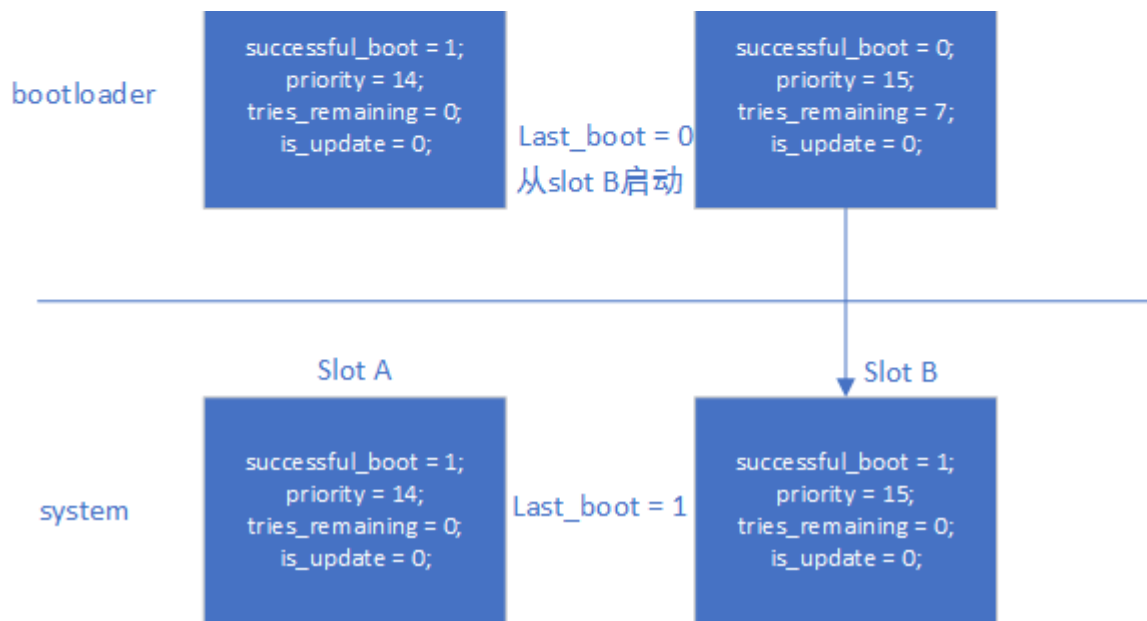 bootloader
successful_boot = 1;
priority = 14;
tries_remaining = 0;
is_update = 0;
Last_boot = 0
从slot B启动
successful_boot = 0;
priority = 15;
tries_remaining = 7;
is_update = 0;
Slot A
Slot B
system
successful_boot = 1;
priority = 14;
tries_remaining = 0;
is_update = 0;
Last_boot = 1
successful_boot = 1;
priority = 15;
tries_remaining = 0;
is_update = 0;